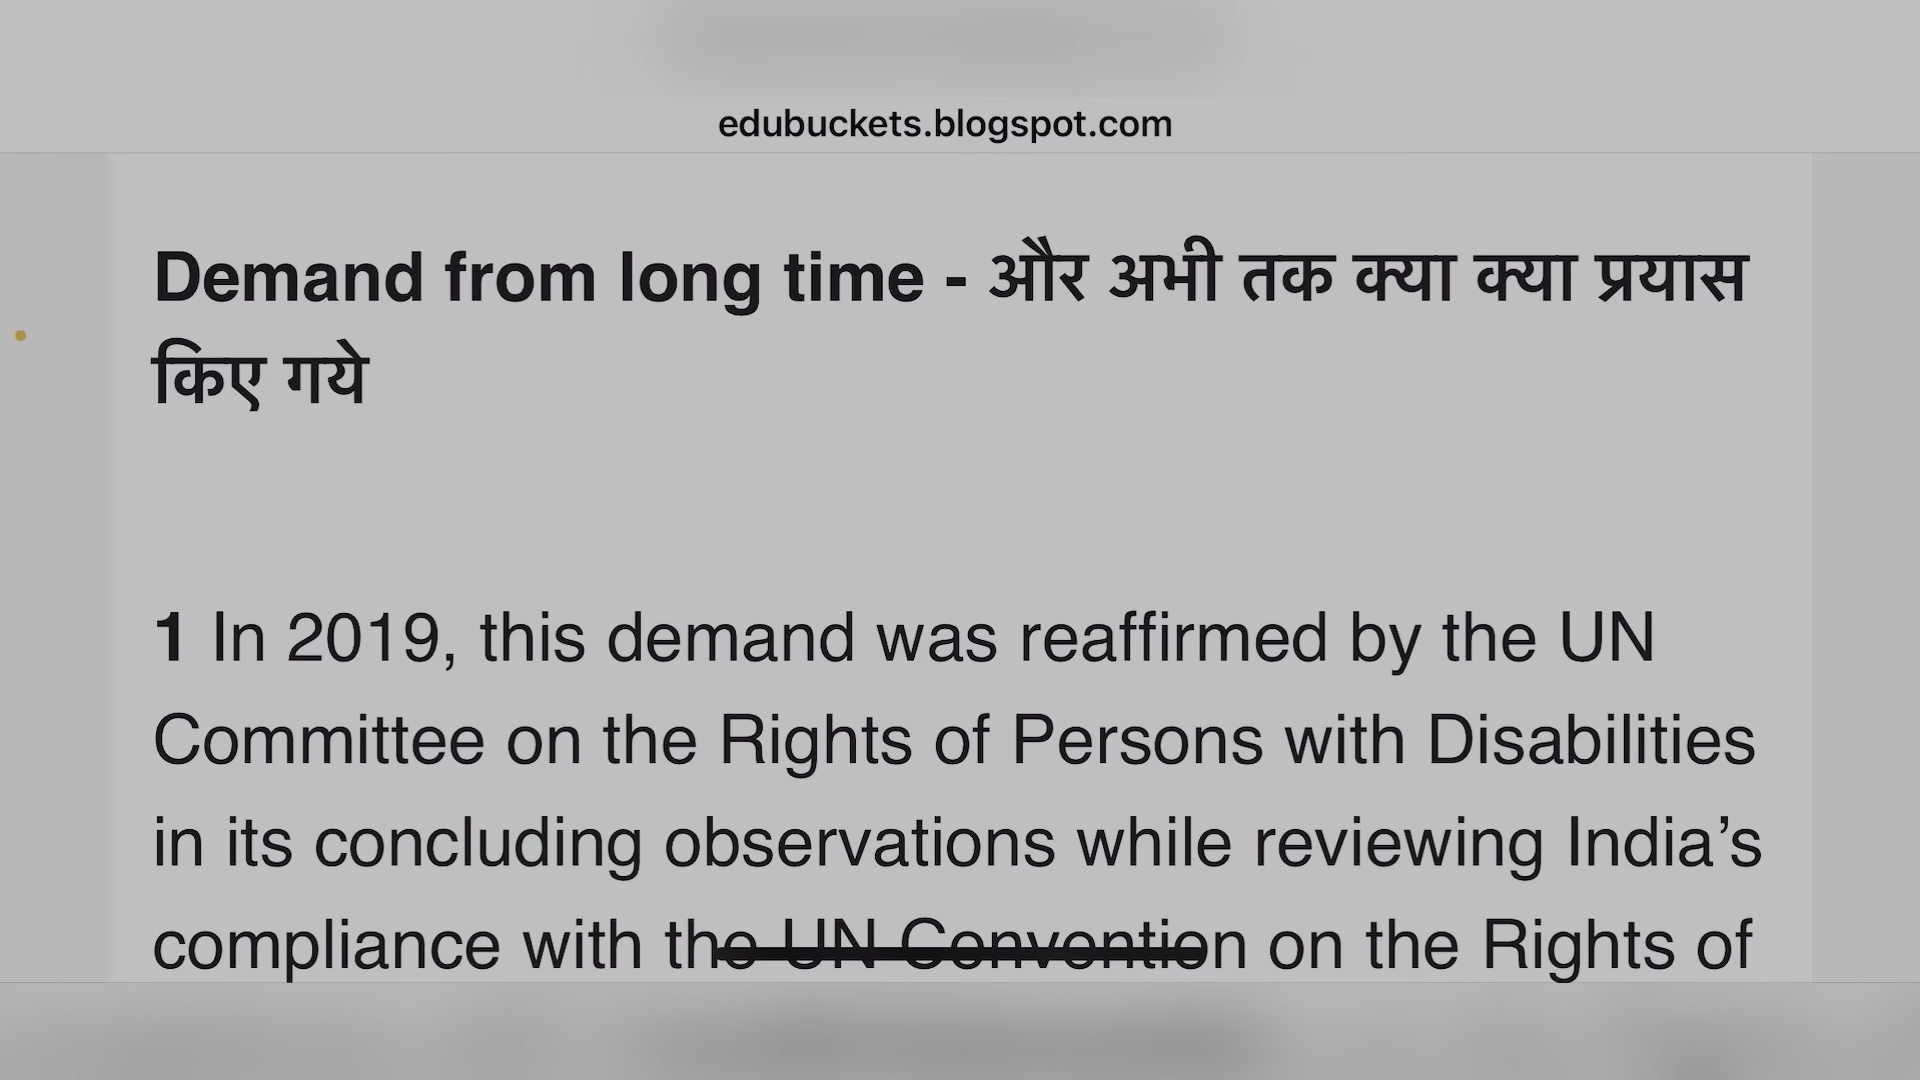 edubuckets.blogspot.com
Demand from long time - और अभी तक क्या क्या प्रयास
किए गये
1 In 2019, this demand was reaffirmed by the UN
Committee on the Rights of Persons with Disabilities
in its concluding observations while reviewing India’s
compliance with the UN Convention on the Rights of